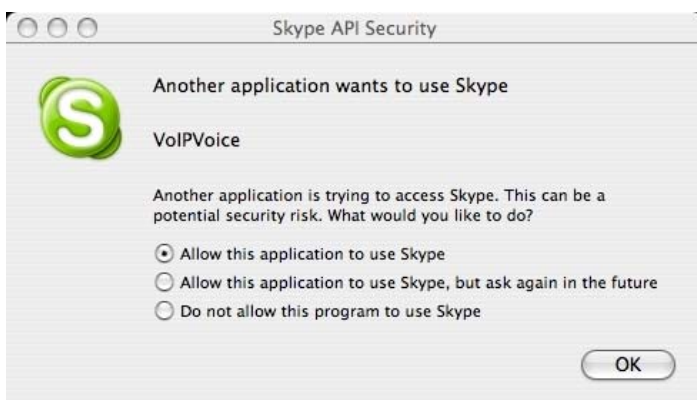 Skype API Security
S
Another application wants to use Skype
VoIPVoice
Another application is trying to access Skype. This can be a
potential security risk. What would you like to do?
Allow this application to use Skype
Allow this application to use Skype, but ask again in the future
Do not allow this program to use Skype
OK